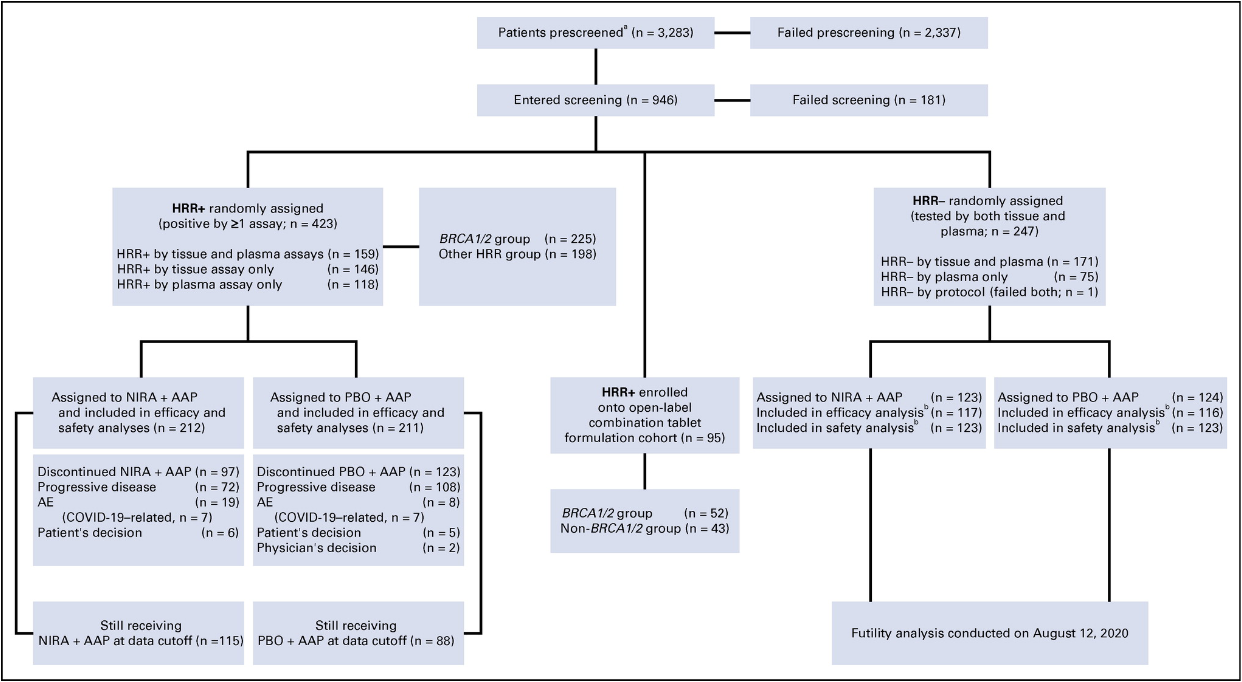 Patients prescreenedᵃ (n = 3,283)
Failed prescreening (n = 2,337)
Entered screening (n = 946)
Failed screening (n = 181)
HRR+ randomly assigned
(positive by ≥1 assay; n = 423)
HRR+ by tissue and plasma assays (n = 159)
HRR+ by tissue assay only (n = 146)
HRR+ by plasma assay only (n = 118)
BRCA1/2 group (n = 225)
Other HRR group (n = 198)
HRR– randomly assigned
(tested by both tissue and
plasma; n = 247)
HRR– by tissue and plasma (n = 171)
HRR– by plasma only (n = 75)
HRR– by protocol (failed both; n = 1)
Assigned to NIRA + AAP
and included in efficacy and
safety analyses (n = 212)
Assigned to PBO + AAP
and included in efficacy and
safety analyses (n = 211)
HRR+ enrolled
onto open-label
combination tablet
formulation cohort (n = 95)
Assigned to NIRA + AAP (n = 123)
Included in efficacy analysisᵇ (n = 117)
Included in safety analysisᵇ (n = 123)
Assigned to PBO + AAP (n = 124)
Included in efficacy analysisᵇ (n = 116)
Included in safety analysisᵇ (n = 123)
Discontinued NIRA + AAP (n = 97)
Progressive disease (n = 72)
AE (n = 19)
(COVID-19–related, n = 7)
Patient's decision (n = 6)
Discontinued PBO + AAP (n = 123)
Progressive disease (n = 108)
AE (n = 8)
(COVID-19–related, n = 7)
Patient's decision (n = 5)
Physician's decision (n = 2)
BRCA1/2 group (n = 52)
Non-BRCA1/2 group (n = 43)
Still receiving
NIRA + AAP at data cutoff (n =115)
Still receiving
PBO + AAP at data cutoff (n = 88)
Futility analysis conducted on August 12, 2020